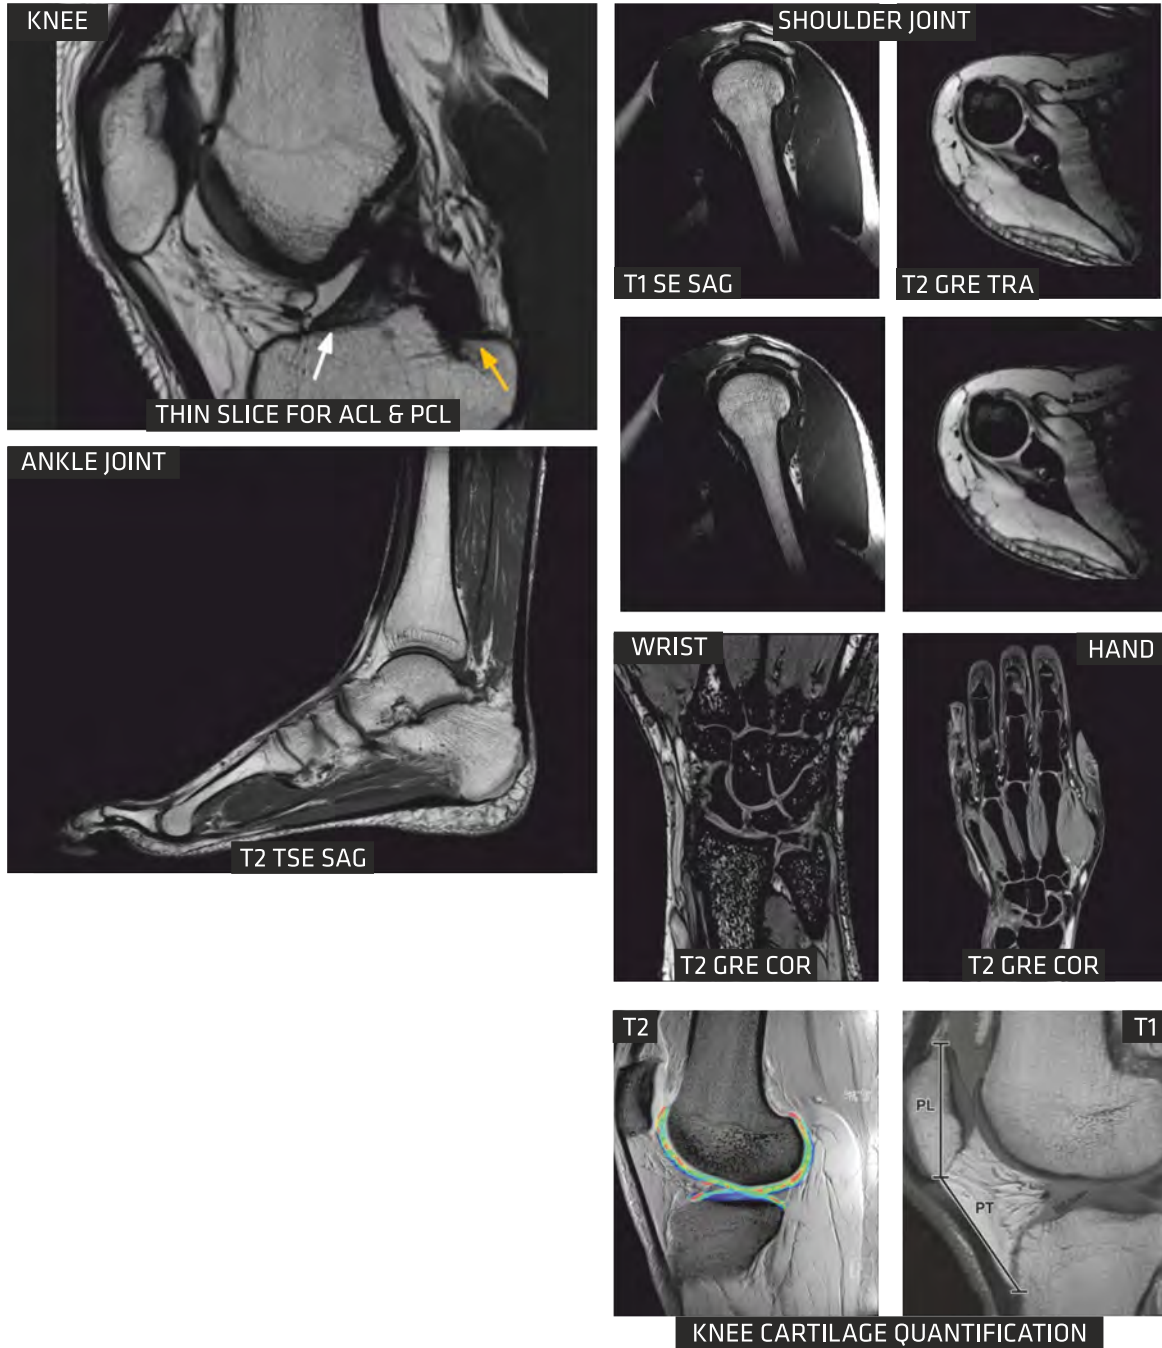 KNEE
THIN SLICE FOR ACL & PCL
ANKLE JOINT
T2 TSE SAG
SHOULDER JOINT
T1 SE SAG
T2 GRE TRA
WRIST
T2 GRE COR
HAND
T2 GRE COR
T2
T1
PL
PT
KNEE CARTILAGE QUANTIFICATION